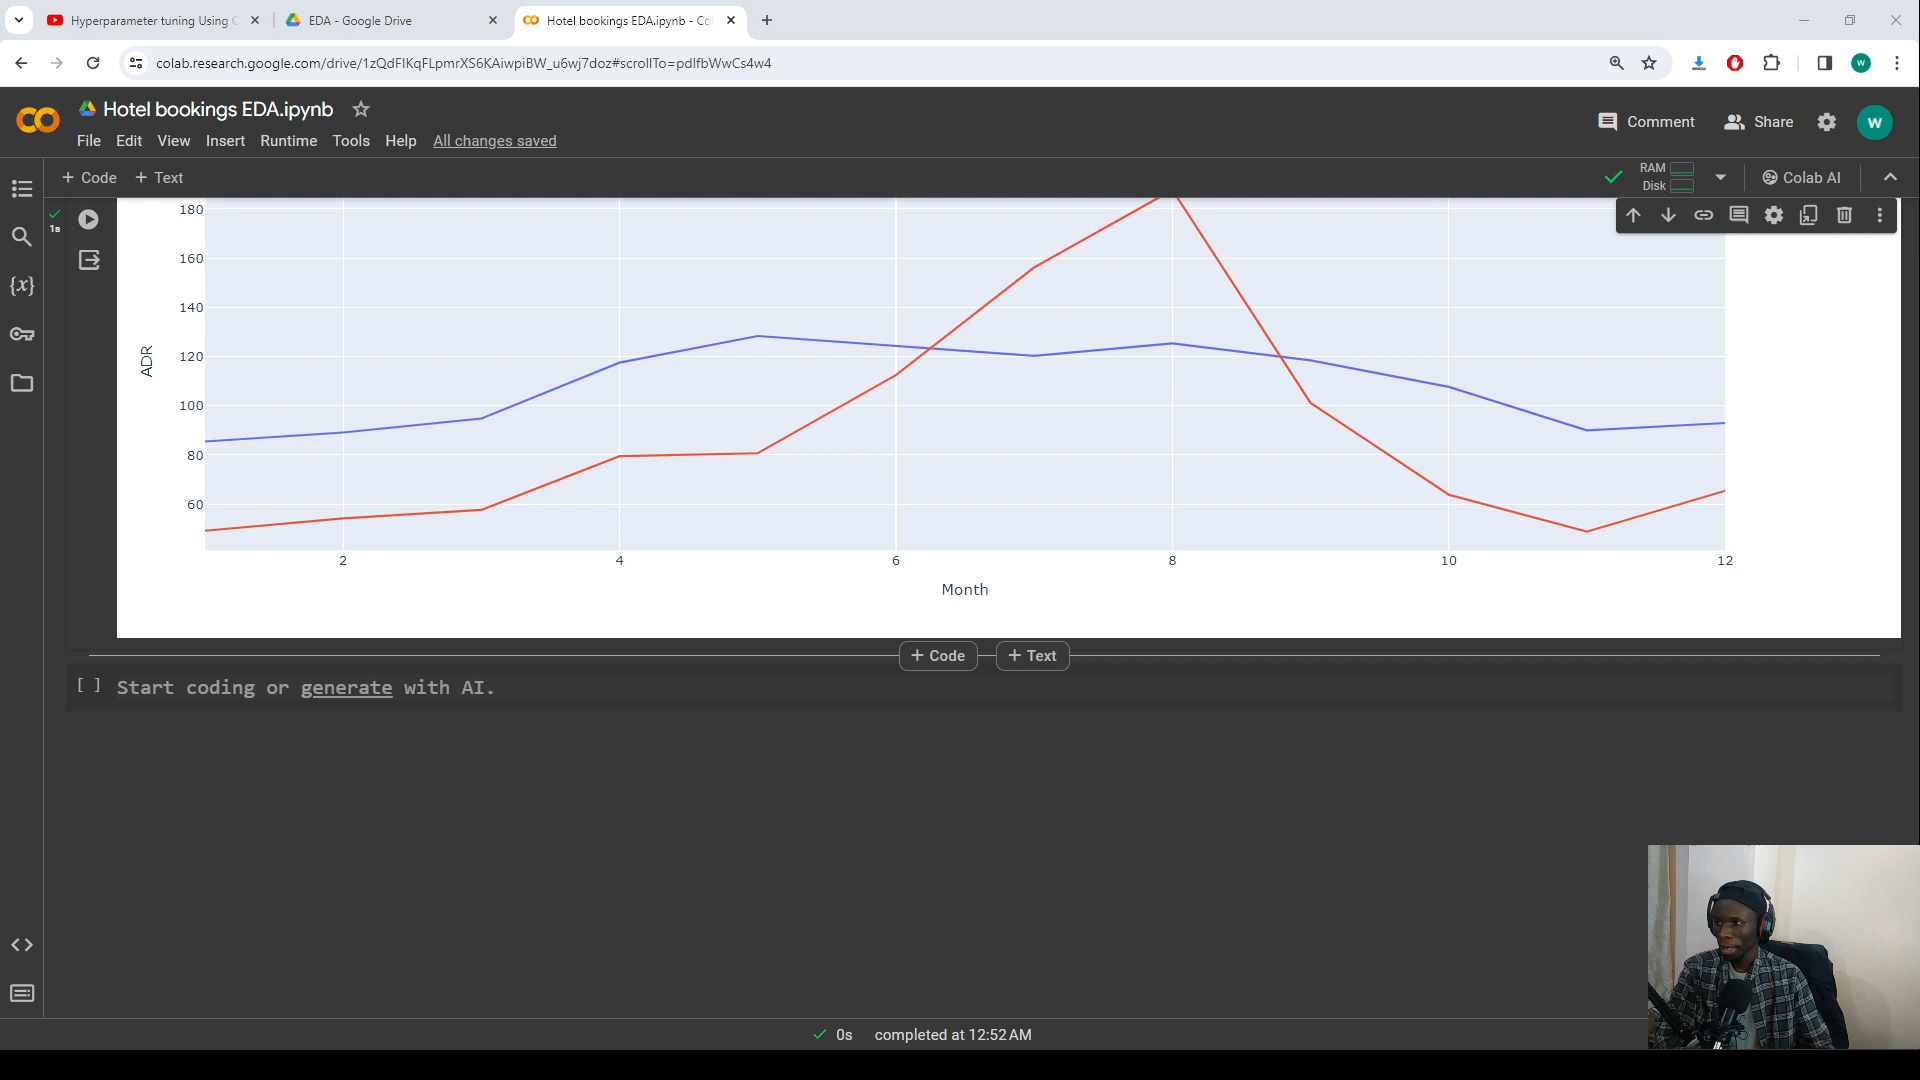 Hyperparameter tuning Using
EDA - Google Drive
Hotel bookings EDA.ipynb - Co
colab.research.google.com/drive/1zQdFIKqFLpmrXS6KAiwpiBW_u6wj7doz#scrollTo=pdIfbWwCs4w4
W
Hotel bookings EDA.ipynb
Comment
Share
W
File Edit View Insert Runtime Tools Help All changes saved
+ Code + Text
RAM
Disk
Colab AI
1s
{x}
180
160
140
120
100
80
60
ADR
2 4 6 8 10 12
Month
+ Code + Text
[ ] Start coding or generate with AI.
0s completed at 12:52 AM